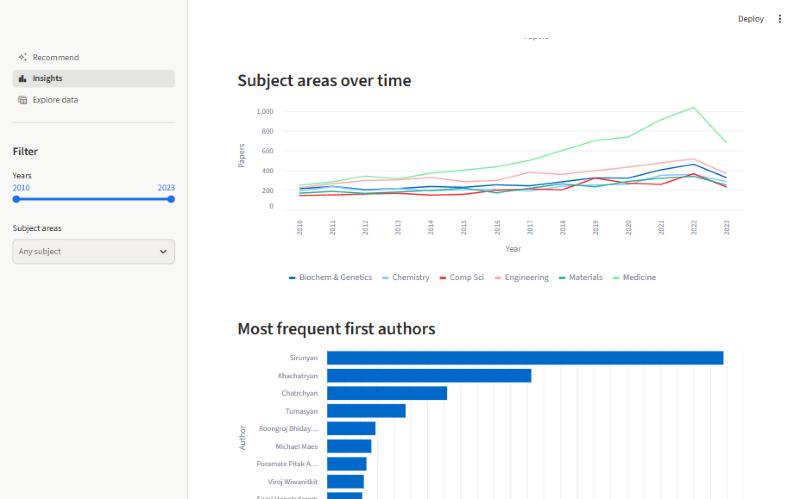 Deploy
Recommend
Insights
Explore data
Filter
Years
2010 2023
Subject areas
Any subject
Subject areas over time
1,000
800
600
400
200
0
Papers
2010 2011 2012 2013 2014 2015 2016 2017 2018 2019 2020 2021 2022 2023
Year
Biochem & Genetics Chemistry Comp Sci Engineering Materials Medicine
Most frequent first authors
Sirunyan
Khachatryan
Chatrchyan
Tumasyan
Roongroj Bhiday…
Michael Maes
Poramate Pitak-A…
Viroj Wiwanitkit
Author